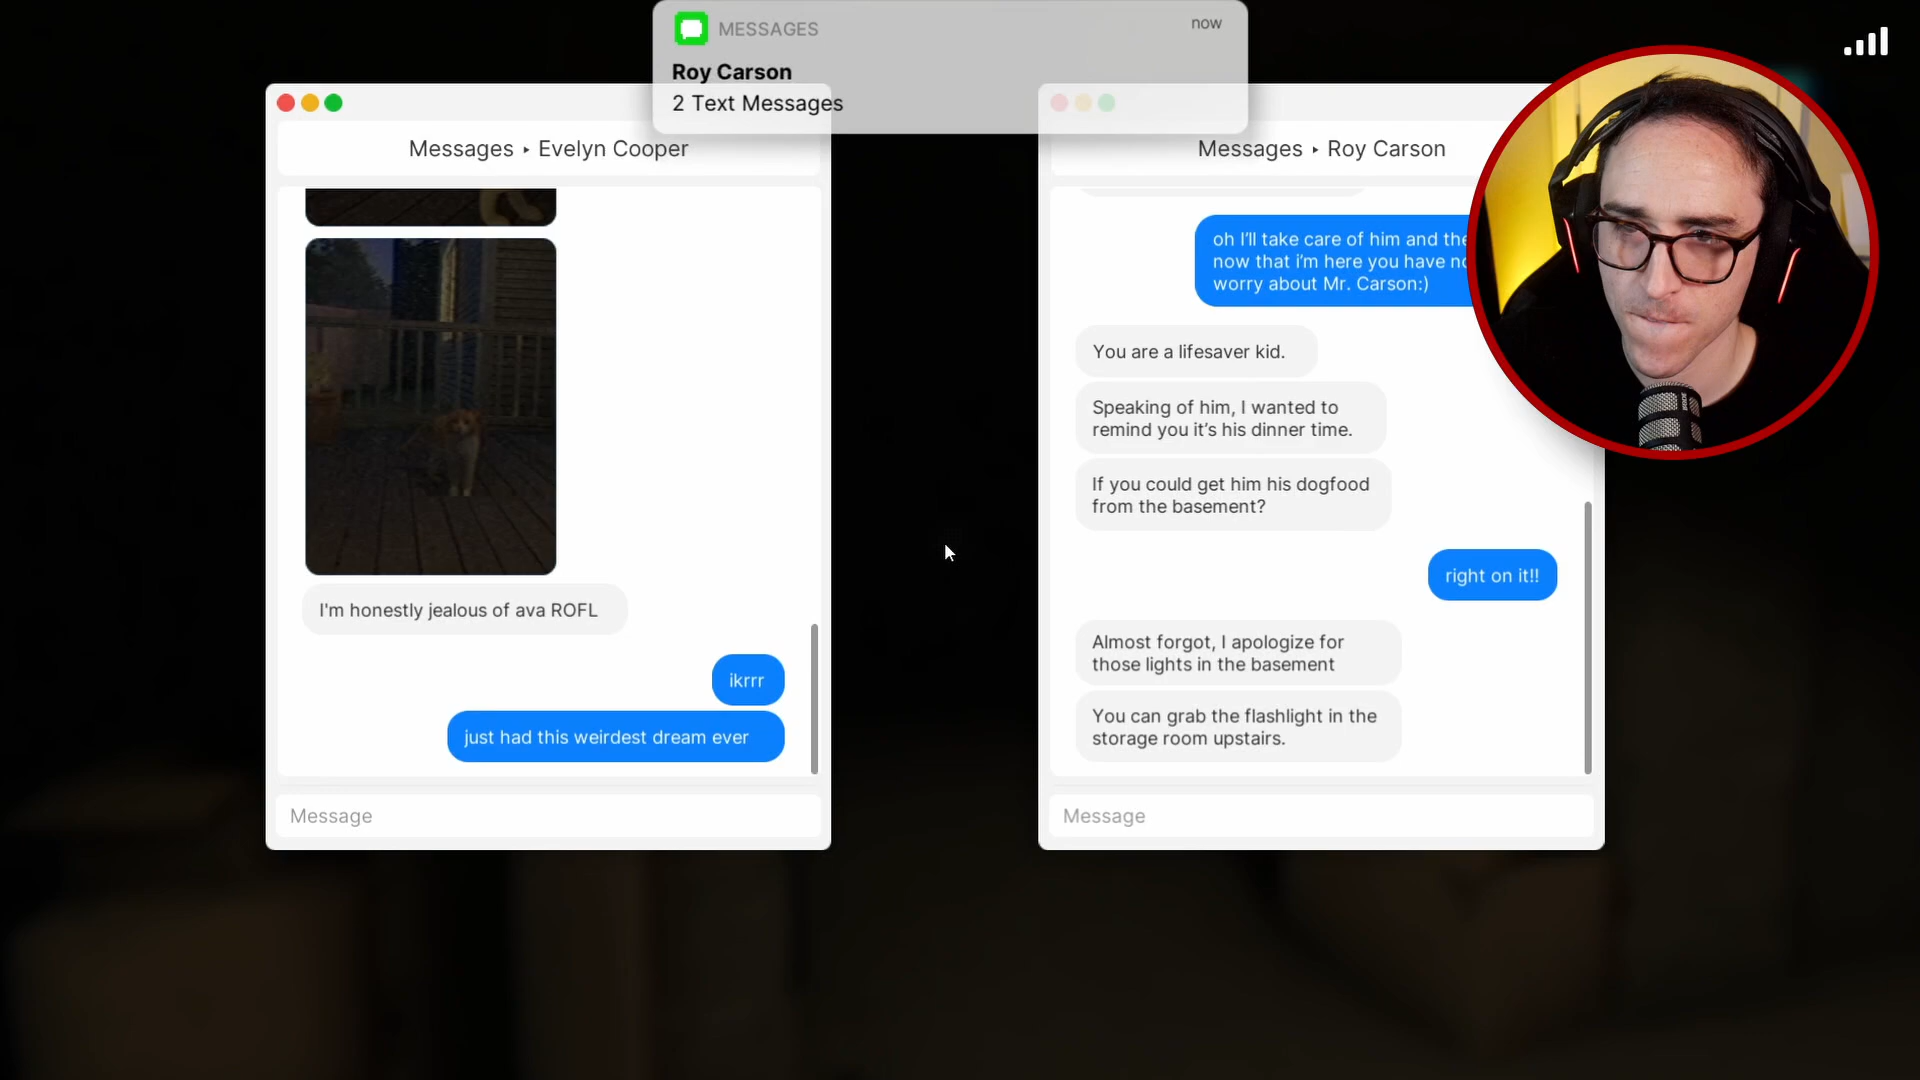 MESSAGES
now
Roy Carson
2 Text Messages
Messages ‣ Evelyn Cooper
I'm honestly jealous of ava ROFL
ikrrr
just had this weirdest dream ever
Message
Messages ‣ Roy Carson
oh I'll take care of him and
now that i'm here you have
worry about Mr. Carson:)
You are a lifesaver kid.
Speaking of him, I wanted to
remind you it's his dinner time.
If you could get him his dogfood
from the basement?
right on it!!
Almost forgot, I apologize for
those lights in the basement
You can grab the flashlight in the
storage room upstairs.
Message